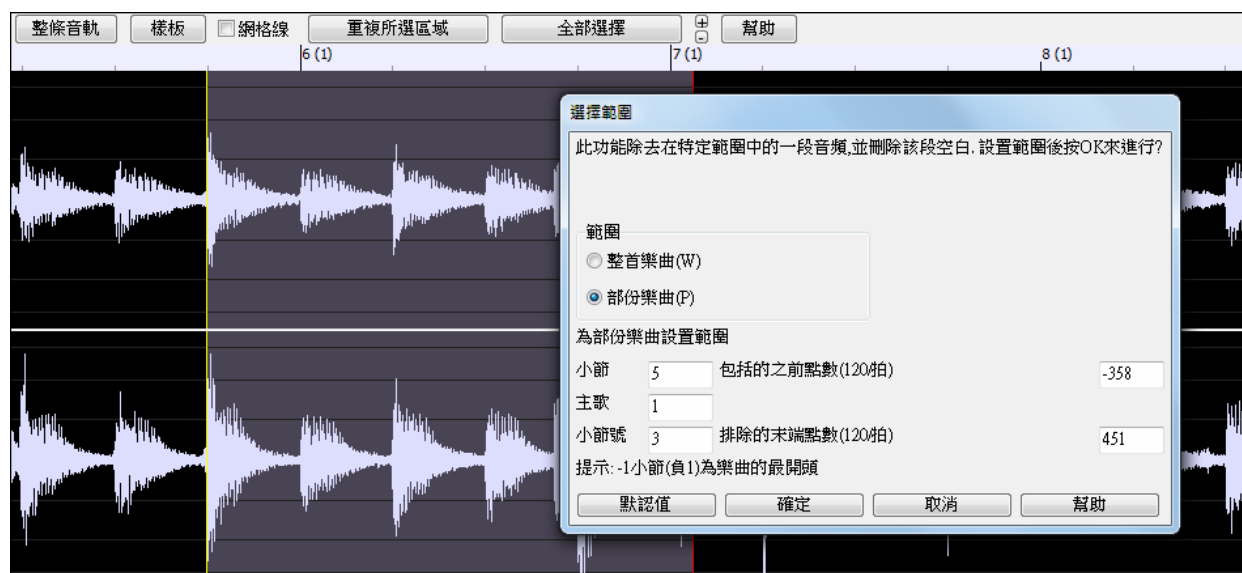 整條音軌 樣板 網格線 重複所選區域 全部選擇 幫助
6 (1) 7 (1) 8 (1)
選擇範圍
此功能除去在特定範圍中的一段音頻,並刪除該段空白. 設置範圍後按OK來進行?
範圍
整首樂曲(W)
部份樂曲(P)
為部份樂曲設置範圍
小節 5 包括的之前點數(120/拍) -358
主歌 1
小節號 3 排除的末端點數(120/拍) 451
提示: -1小節(負1)為樂曲的最開頭
默認值 確定 取消 幫助